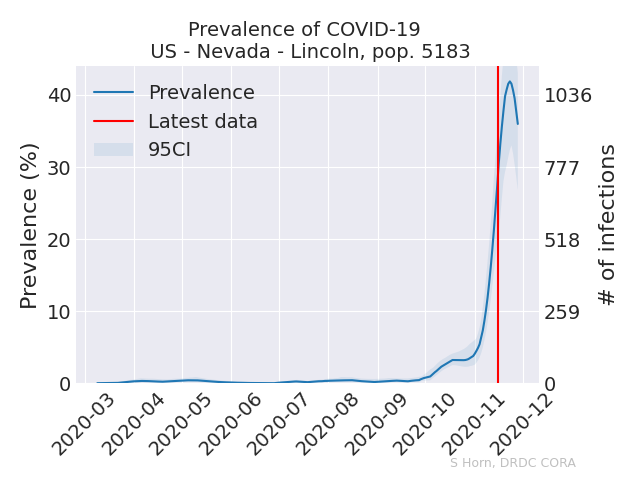 Prevalence of COVID-19
US - Nevada - Lincoln, pop. 5183
Prevalence
Latest data
95CI
Prevalence (%)
40
30
20
10
0
1036
777
518
259
0
# of infections
2020-03
2020-04
2020-05
2020-06
2020-07
2020-08
2020-09
2020-10
2020-11
2020-12
S Horn, DRDC CORA